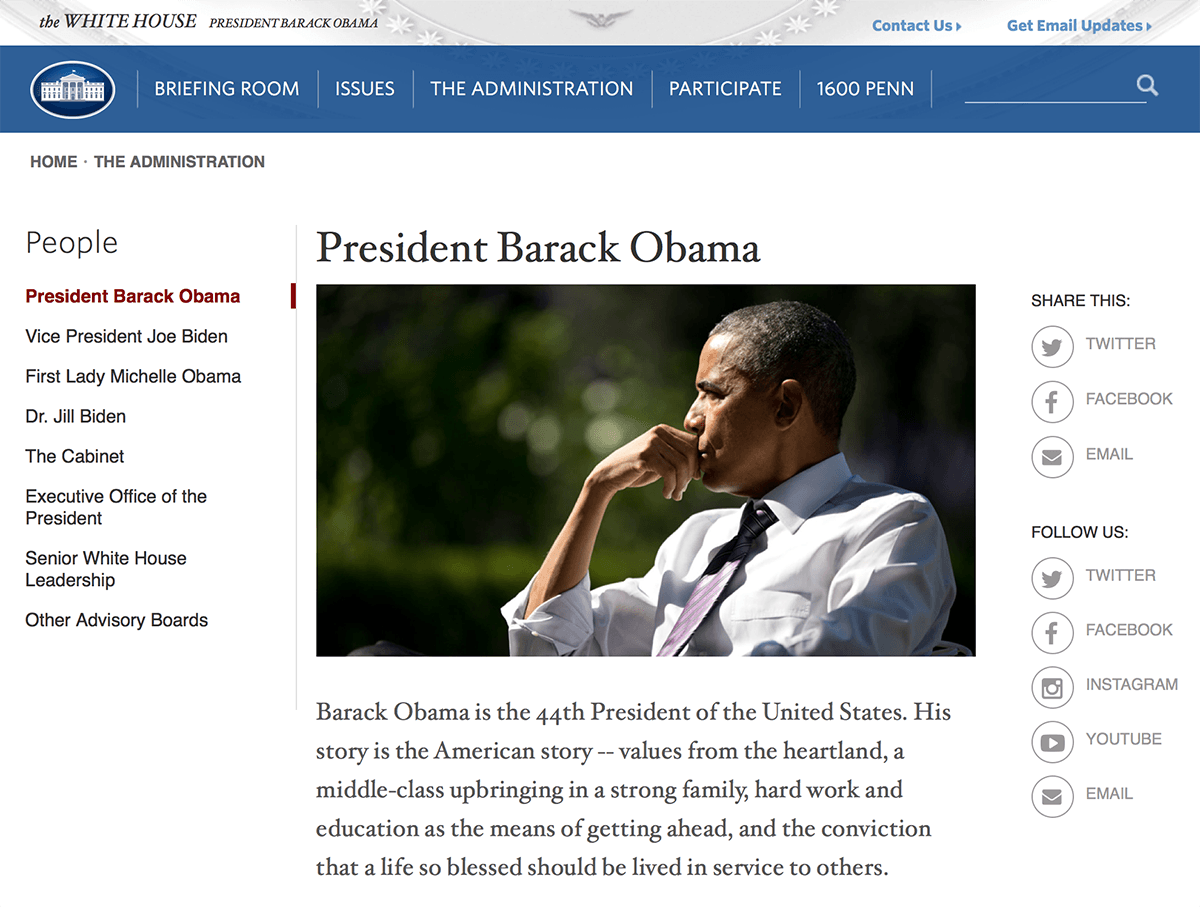 the WHITE HOUSE PRESIDENT BARACK OBAMA
Contact Us
Get Email Updates
BRIEFING ROOM
ISSUES
THE ADMINISTRATION
PARTICIPATE
1600 PENN
HOME · THE ADMINISTRATION
People
President Barack Obama
Vice President Joe Biden
First Lady Michelle Obama
Dr. Jill Biden
The Cabinet
Executive Office of the
President
Senior White House
Leadership
Other Advisory Boards
President Barack Obama
Barack Obama is the 44th President of the United States. His
story is the American story -- values from the heartland, a
middle-class upbringing in a strong family, hard work and
education as the means of getting ahead, and the conviction
that a life so blessed should be lived in service to others.
SHARE THIS:
TWITTER
FACEBOOK
EMAIL
FOLLOW US:
TWITTER
FACEBOOK
INSTAGRAM
YOUTUBE
EMAIL